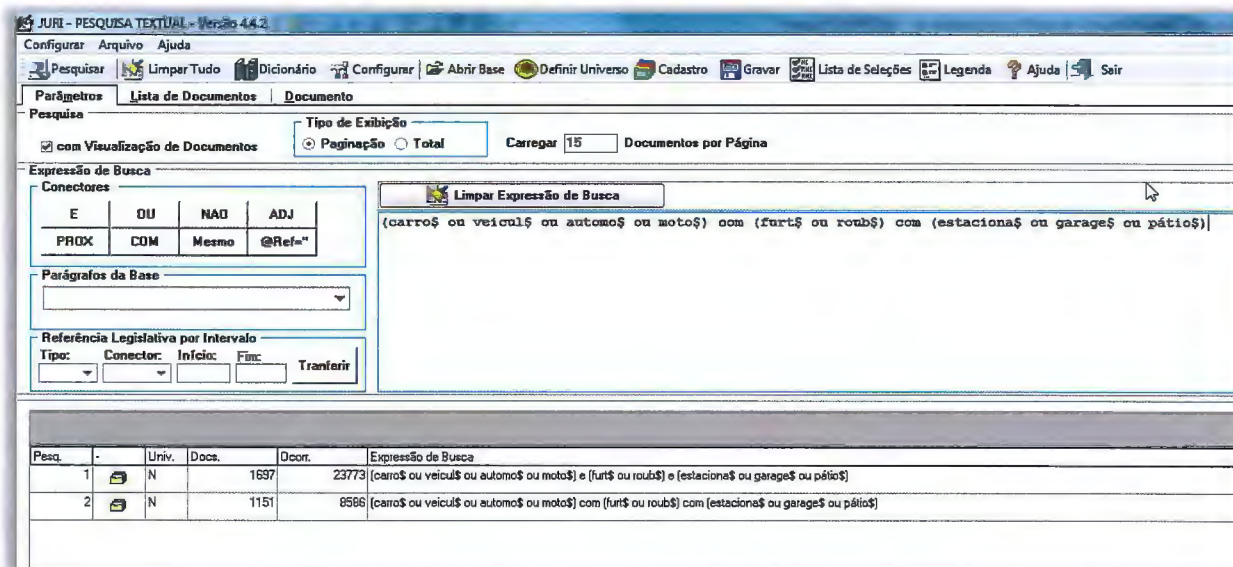 JURI - PESQUISA TEXTUAL - Versão 4.4.2
Configurar Arquivo Ajuda
Pesquisar Limpar Tudo Dicionário Configurar Abrir Base Definir Universo Cadastro Gravar Lista de Seleções Legenda Ajuda Sair
Parâmetros Lista de Documentos Documento
Pesquisa
Tipo de Exibição
com Visualização de Documentos Paginação Total Carregar 15 Documentos por Página
Expressão de Busca
Conectores
Limpar Expressão de Busca
E OU NAO ADJ
(carro$ ou veicul$ ou automo$ ou moto$) com (furt$ ou roub$) com (estaciona$ ou garage$ ou pátio$)
PROX COM Mesmo @Ref="
Parágrafos da Base
Referência Legislativa por Intervalo
Tipo: Conector: Início: Fim:
Tranferir
Pesq. - Univ. Docs. Ocorr. Expressão de Busca
1 N 1697 23773 (carro$ ou veicul$ ou automo$ ou moto$) e (furt$ ou roub$) e (estaciona$ ou garage$ ou pátio$)
2 N 1151 8586 (carro$ ou veicul$ ou automo$ ou moto$) com (furt$ ou roub$) com (estaciona$ ou garage$ ou pátio$)